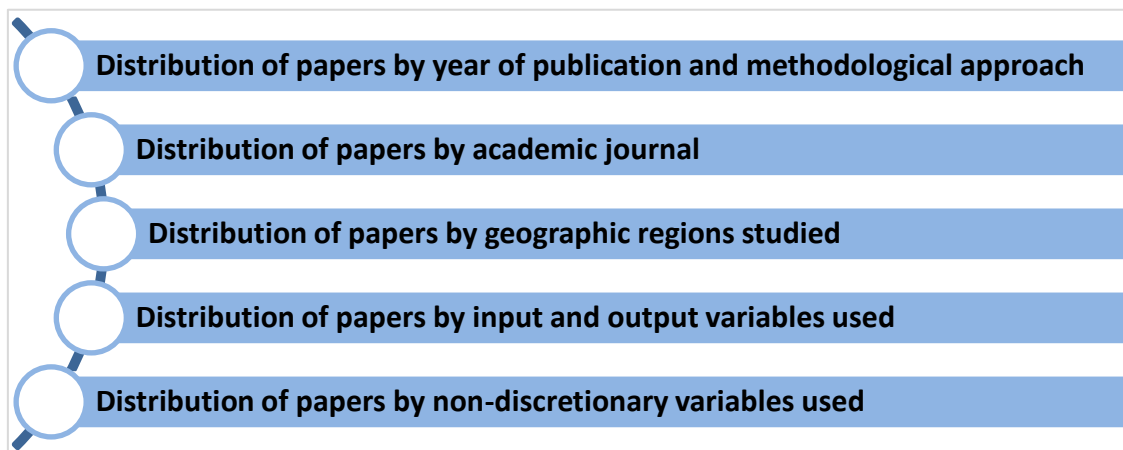 Distribution of papers by year of publication and methodological approach
Distribution of papers by academic journal
Distribution of papers by geographic regions studied
Distribution of papers by input and output variables used
Distribution of papers by non-discretionary variables used